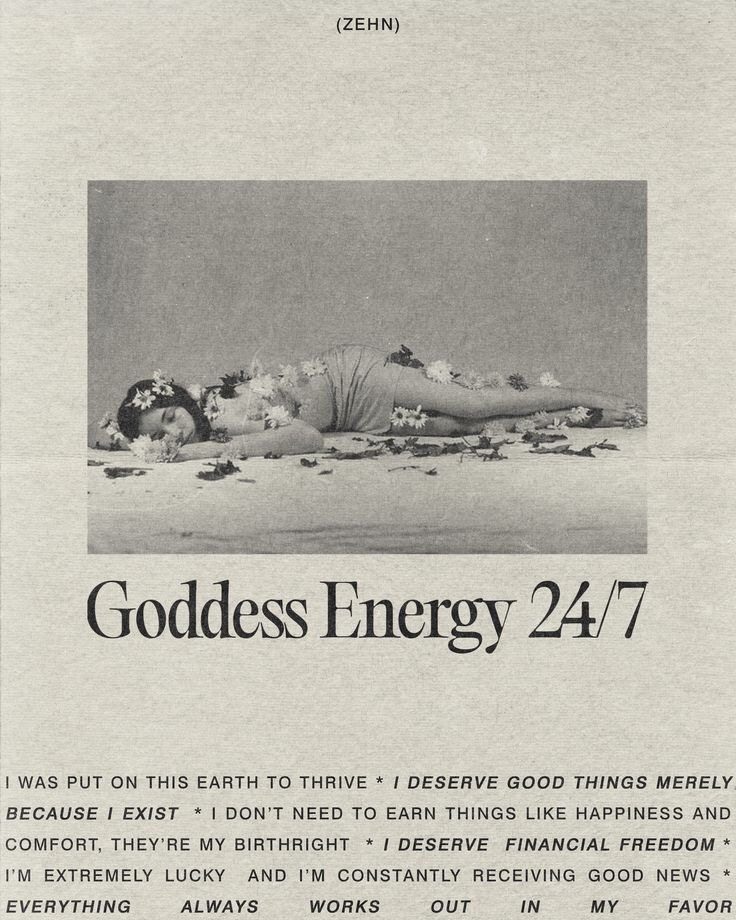 (ZEHN)
Goddess Energy 24/7
I WAS PUT ON THIS EARTH TO THRIVE * I DESERVE GOOD THINGS MERELY,
BECAUSE I EXIST * I DON'T NEED TO EARN THINGS LIKE HAPPINESS AND
COMFORT, THEY'RE MY BIRTHRIGHT * I DESERVE FINANCIAL FREEDOM *
I'M EXTREMELY LUCKY AND I'M CONSTANTLY RECEIVING GOOD NEWS *
EVERYTHING ALWAYS WORKS OUT IN MY FAVOR